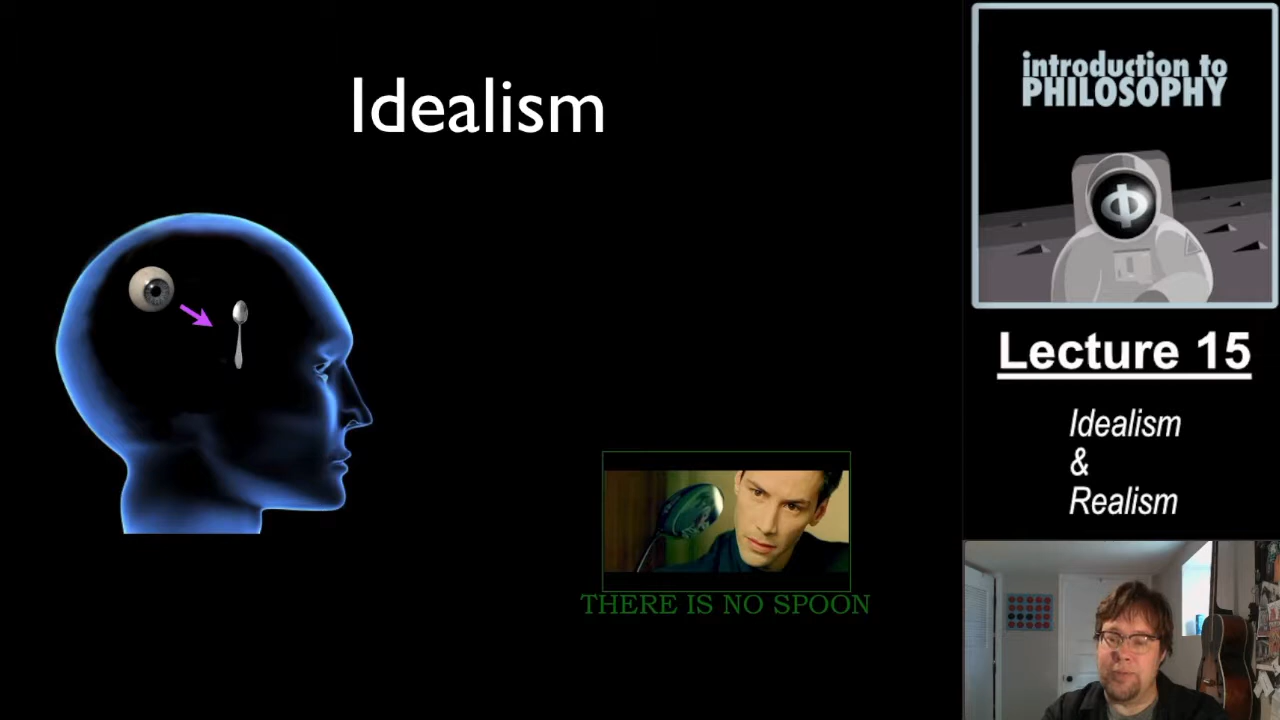 Idealism
THERE IS NO SPOON
introduction to
PHILOSOPHY
Lecture 15
Idealism
&
Realism